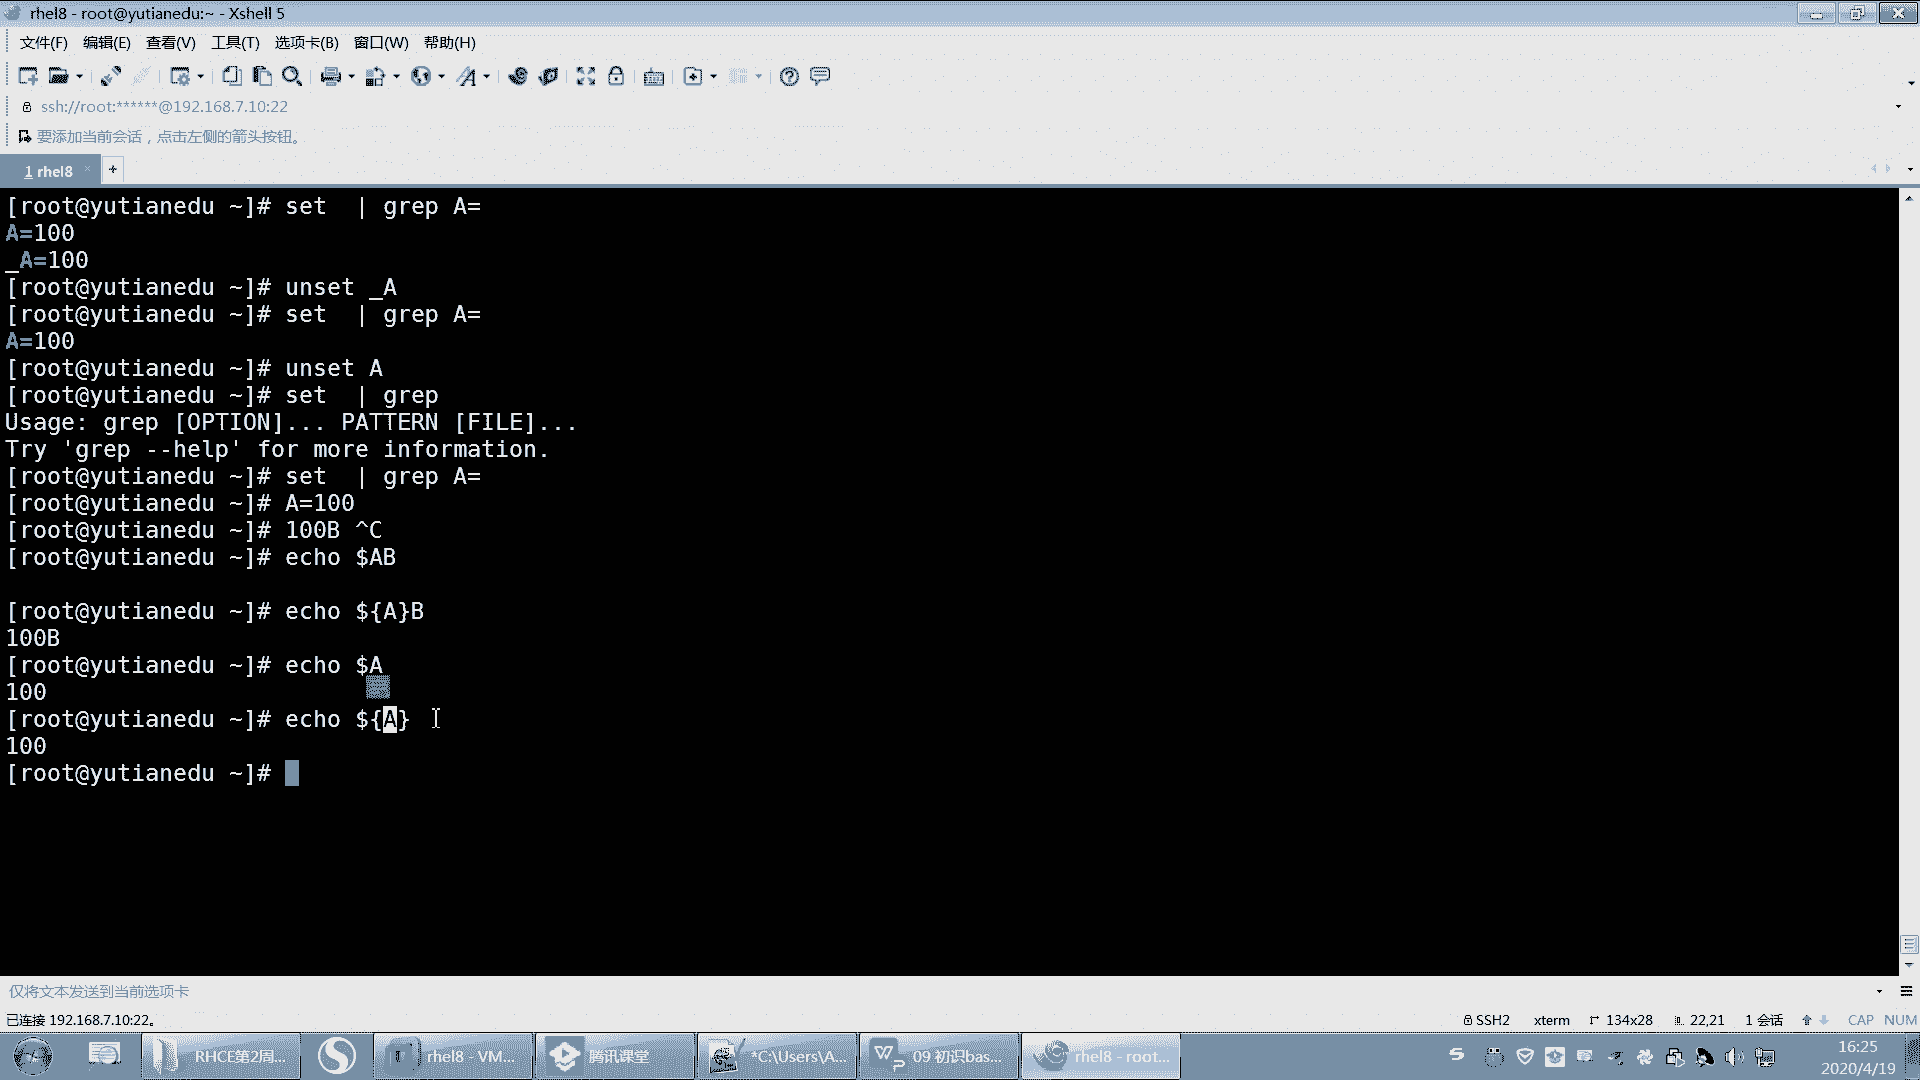 rhel8 - root@yutianedu:~ - Xshell 5
文件(F) 编辑(E) 查看(V) 工具(T) 选项卡(B) 窗口(W) 帮助(H)
ssh://root:******@192.168.7.10:22
要添加当前会话，点击左侧的箭头按钮。
1 rhel8 × +
[root@yutianedu ~]# set  | grep A=
A=100
_A=100
[root@yutianedu ~]# unset _A
[root@yutianedu ~]# set  | grep A=
A=100
[root@yutianedu ~]# unset A
[root@yutianedu ~]# set  | grep
Usage: grep [OPTION]... PATTERN [FILE]...
Try 'grep --help' for more information.
[root@yutianedu ~]# set  | grep A=
[root@yutianedu ~]# A=100
[root@yutianedu ~]# 100B ^C
[root@yutianedu ~]# echo $AB
[root@yutianedu ~]# echo ${A}B
100B
[root@yutianedu ~]# echo $A
100
[root@yutianedu ~]# echo ${A}
100
[root@yutianedu ~]#
仅将文本发送到当前选项卡
已连接 192.168.7.10:22。 SSH2 xterm 134x28 22,21 1 会话 CAP NUM
RHCE第2周... rhel8 - VM... 腾讯课堂 *C:\Users\A... 09 初识bas... rhel8 - root... 16:25
2020/4/19